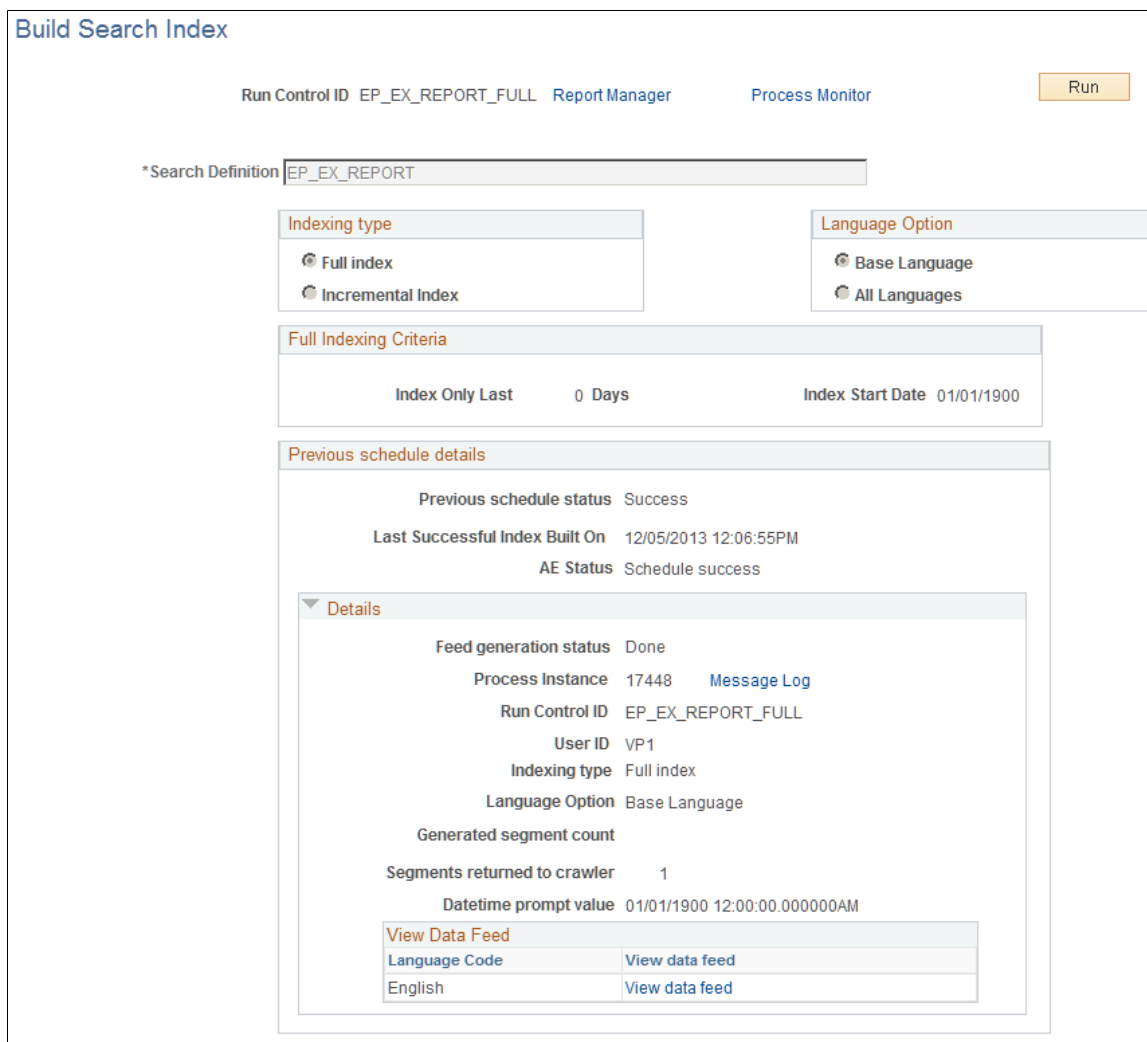 Build Search Index
Run Control ID EP_EX_REPORT_FULL Report Manager Process Monitor Run
*Search Definition EP_EX_REPORT
Indexing type Language Option
Full index Base Language
Incremental Index All Languages
Full Indexing Criteria
Index Only Last 0 Days Index Start Date 01/01/1900
Previous schedule details
Previous schedule status Success
Last Successful Index Built On 12/05/2013 12:06:55PM
AE Status Schedule success
Details
Feed generation status Done
Process Instance 17448 Message Log
Run Control ID EP_EX_REPORT_FULL
User ID VP1
Indexing type Full index
Language Option Base Language
Generated segment count
Segments returned to crawler 1
Datetime prompt value 01/01/1900 12:00:00.000000AM
View Data Feed
Language Code View data feed
English View data feed